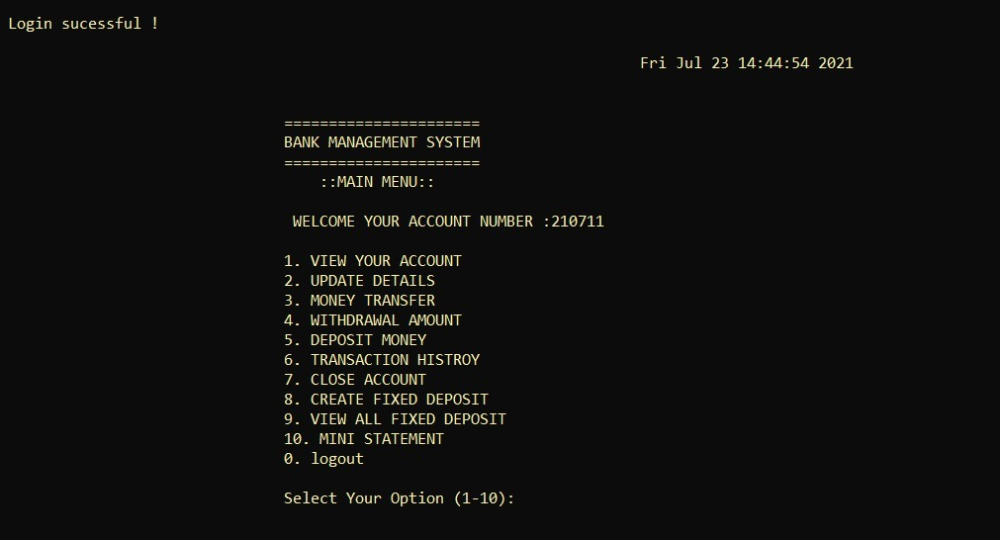 Login sucessful !
Fri Jul 23 14:44:54 2021
======================
BANK MANAGEMENT SYSTEM
======================
::MAIN MENU::
WELCOME YOUR ACCOUNT NUMBER :210711
1. VIEW YOUR ACCOUNT
2. UPDATE DETAILS
3. MONEY TRANSFER
4. WITHDRAWAL AMOUNT
5. DEPOSIT MONEY
6. TRANSACTION HISTROY
7. CLOSE ACCOUNT
8. CREATE FIXED DEPOSIT
9. VIEW ALL FIXED DEPOSIT
10. MINI STATEMENT
0. logout
Select Your Option (1-10):